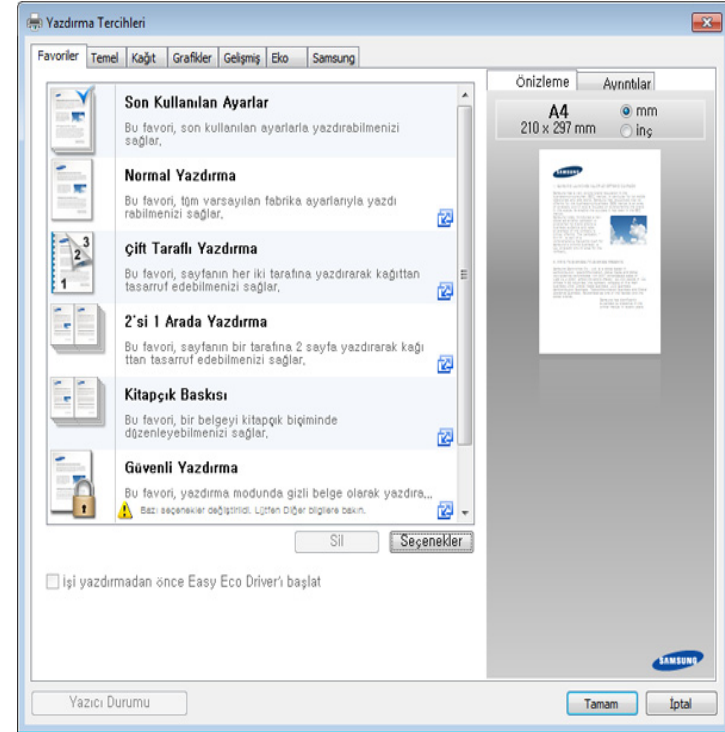 Yazdırma Tercihleri
Favoriler Temel Kağıt Grafikler Gelişmiş Eko Samsung
Son Kullanılan Ayarlar
Bu favori, son kullanılan ayarlarla yazdırabilmenizi
sağlar.
Normal Yazdırma
Bu favori, tüm varsayılan fabrika ayarlarıyla yazdı
rabilmenizi sağlar.
Çift Taraflı Yazdırma
Bu favori, sayfanın her iki tarafına yazdırarak kağıttan
tasarruf edebilmenizi sağlar.
2'si 1 Arada Yazdırma
Bu favori, sayfanın bir tarafına 2 sayfa yazdırarak kağı
ttan tasarruf edebilmenizi sağlar.
Kitapçık Baskısı
Bu favori, bir belgeyi kitapçık biçiminde
düzenleyebilmenizi sağlar.
Güvenli Yazdırma
Bu favori, yazdırma modunda gizli belge olarak yazdıra...
Bazı seçenekler değiştirildi. Lütfen Diğer bilgilere bakın.
Sil Seçenekler
İşi yazdırmadan önce Easy Eco Driver'ı başlat
Önizleme Ayrıntılar
A4
210 x 297 mm
mm
inç
SAMSUNG
SAMSUNG
Yazıcı Durumu Tamam İptal